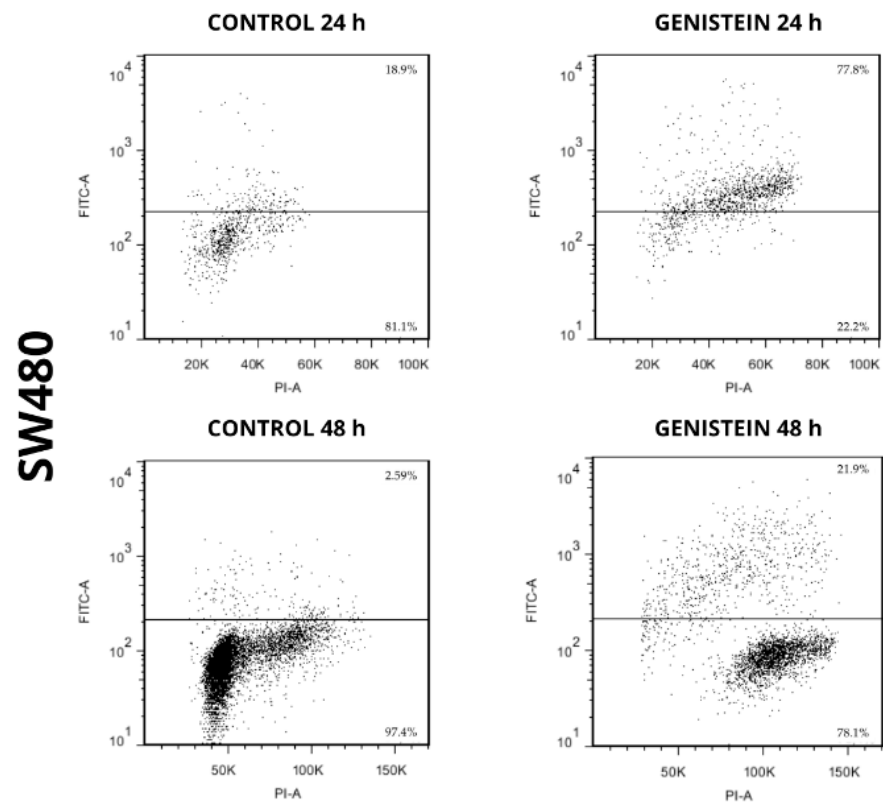 SW480
CONTROL 24 h
18.9%
81.1%
10^4
10^3
10^2
10^1
FITC-A
20K 40K 60K 80K 100K
PI-A
GENISTEIN 24 h
77.8%
22.2%
10^4
10^3
10^2
10^1
FITC-A
20K 40K 60K 80K 100K
PI-A
CONTROL 48 h
2.59%
97.4%
10^4
10^3
10^2
10^1
FITC-A
50K 100K 150K
PI-A
GENISTEIN 48 h
21.9%
78.1%
10^4
10^3
10^2
10^1
FITC-A
50K 100K 150K
PI-A